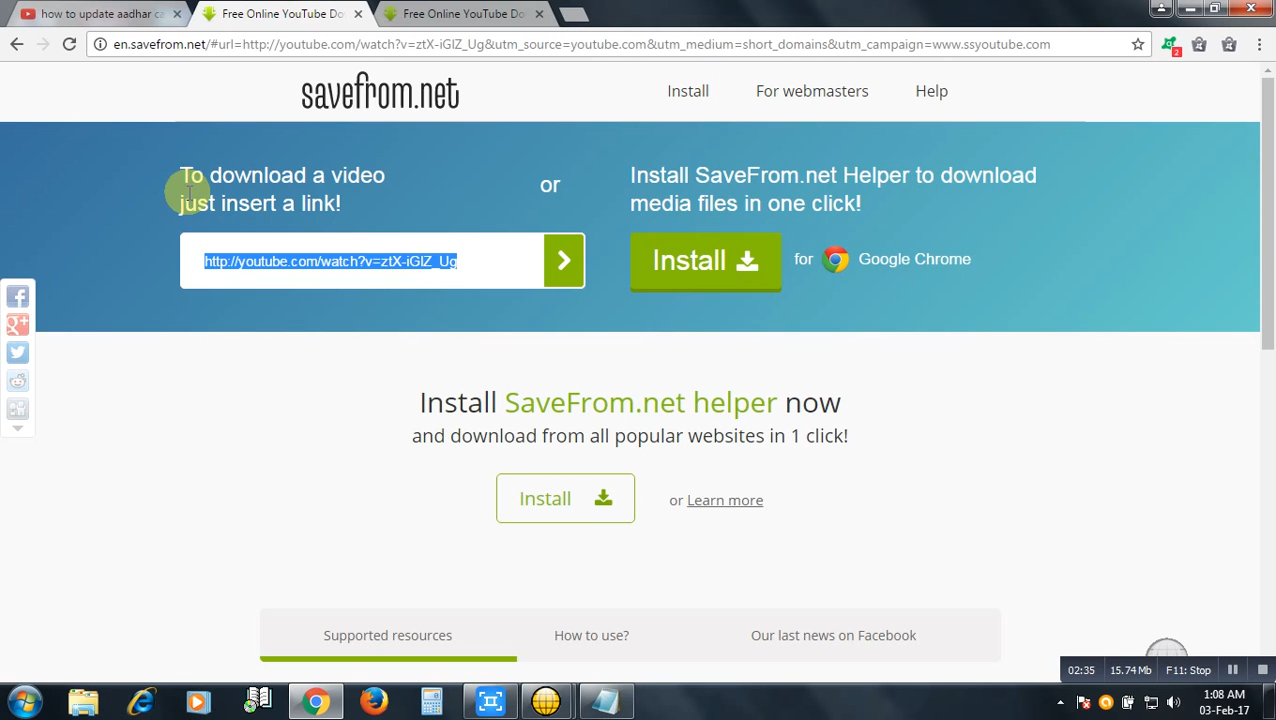 how to update aadhar ca
Free Online YouTube Do
Free Online YouTube Do
en.savefrom.net/#url=http://youtube.com/watch?v=ztX-iGlZ_Ug&utm_source=youtube.com&utm_medium=short_domains&utm_campaign=www.ssyoutube.com
2
savefrom.net
Install
For webmasters
Help
To download a video
just insert a link!
or
Install SaveFrom.net Helper to download
media files in one click!
http://youtube.com/watch?v=ztX-iGlZ_Ug
Install
for
Google Chrome
Install SaveFrom.net helper now
and download from all popular websites in 1 click!
Install
or Learn more
Supported resources
How to use?
Our last news on Facebook
02:35
15.74Mb
F11: Stop
1:08 AM
03-Feb-17